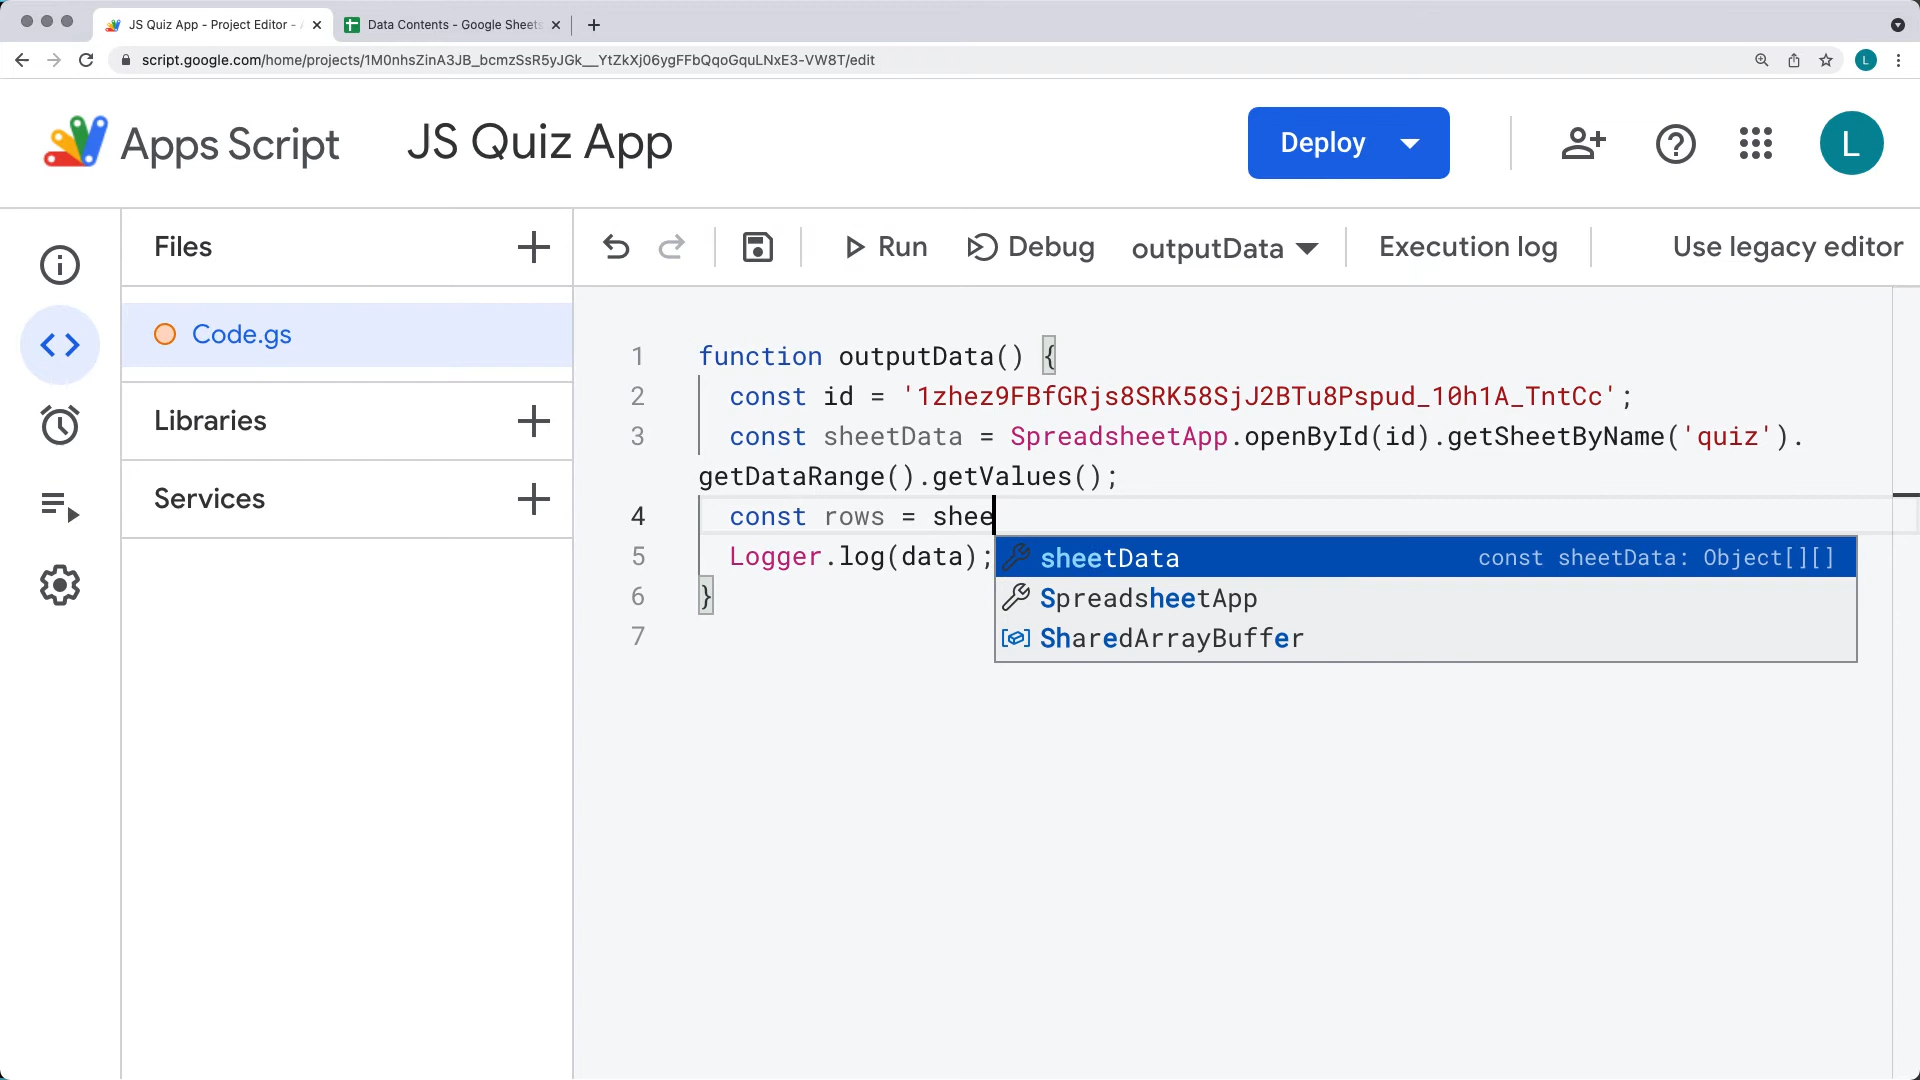 JS Quiz App - Project Editor -
Data Contents - Google Sheets
script.google.com/home/projects/1M0nhsZinA3JB_bcmzSsR5yJGk__YtZkXj06ygFFbQqoGquLNxE3-VW8T/edit
L
Apps Script
JS Quiz App
Deploy
L
Files
Run
Debug
outputData
Execution log
Use legacy editor
Code.gs
Libraries
Services
1 function outputData() {
2 const id = '1zhez9FBfGRjs8SRK58SjJ2BTu8Pspud_10h1A_TntCc';
3 const sheetData = SpreadsheetApp.openById(id).getSheetByName('quiz').
getDataRange().getValues();
4 const rows = shee
5 Logger.log(data);
6 }
7
sheetData const sheetData: Object[][]
SpreadsheetApp
SharedArrayBuffer